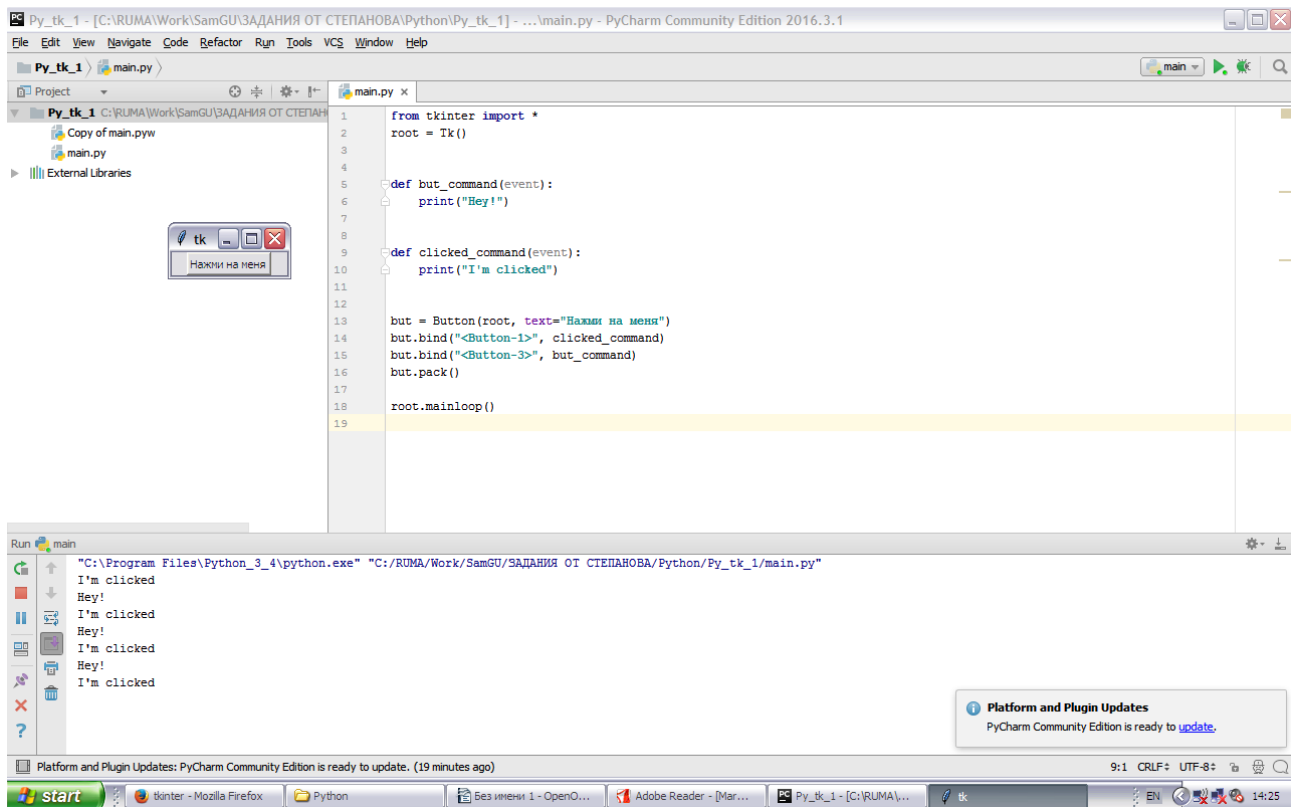 Py_tk_1 - [C:\RUMA\Work\SamGU\ЗАДАНИЯ ОТ СТЕПАНОВА\Python\Py_tk_1] - ...\main.py - PyCharm Community Edition 2016.3.1
File Edit View Navigate Code Refactor Run Tools VCS Window Help
Py_tk_1 main.py
main
Project
main.py ×
Py_tk_1 C:\RUMA\Work\SamGU\ЗАДАНИЯ ОТ СТЕПАН
Copy of main.pyw
main.py
External Libraries
tk
Нажми на меня
1 from tkinter import *
2 root = Tk()
3
4
5 def but_command(event):
6 print("Hey!")
7
8
9 def clicked_command(event):
10 print("I'm clicked")
11
12
13 but = Button(root, text="Нажми на меня")
14 but.bind("<Button-1>", clicked_command)
15 but.bind("<Button-3>", but_command)
16 but.pack()
17
18 root.mainloop()
19
Run main
"C:\Program Files\Python_3_4\python.exe" "C:/RUMA/Work/SamGU/ЗАДАНИЯ ОТ СТЕПАНОВА/Python/Py_tk_1/main.py"
I'm clicked
Hey!
I'm clicked
Hey!
I'm clicked
Hey!
I'm clicked
Platform and Plugin Updates
PyCharm Community Edition is ready to update.
Platform and Plugin Updates: PyCharm Community Edition is ready to update. (19 minutes ago)
9:1 CRLF UTF-8
start
tkinter - Mozilla Firefox
Python
Без имени 1 - OpenO...
Adobe Reader - [Mar...
Py_tk_1 - [C:\RUMA\...
tk
EN
14:25